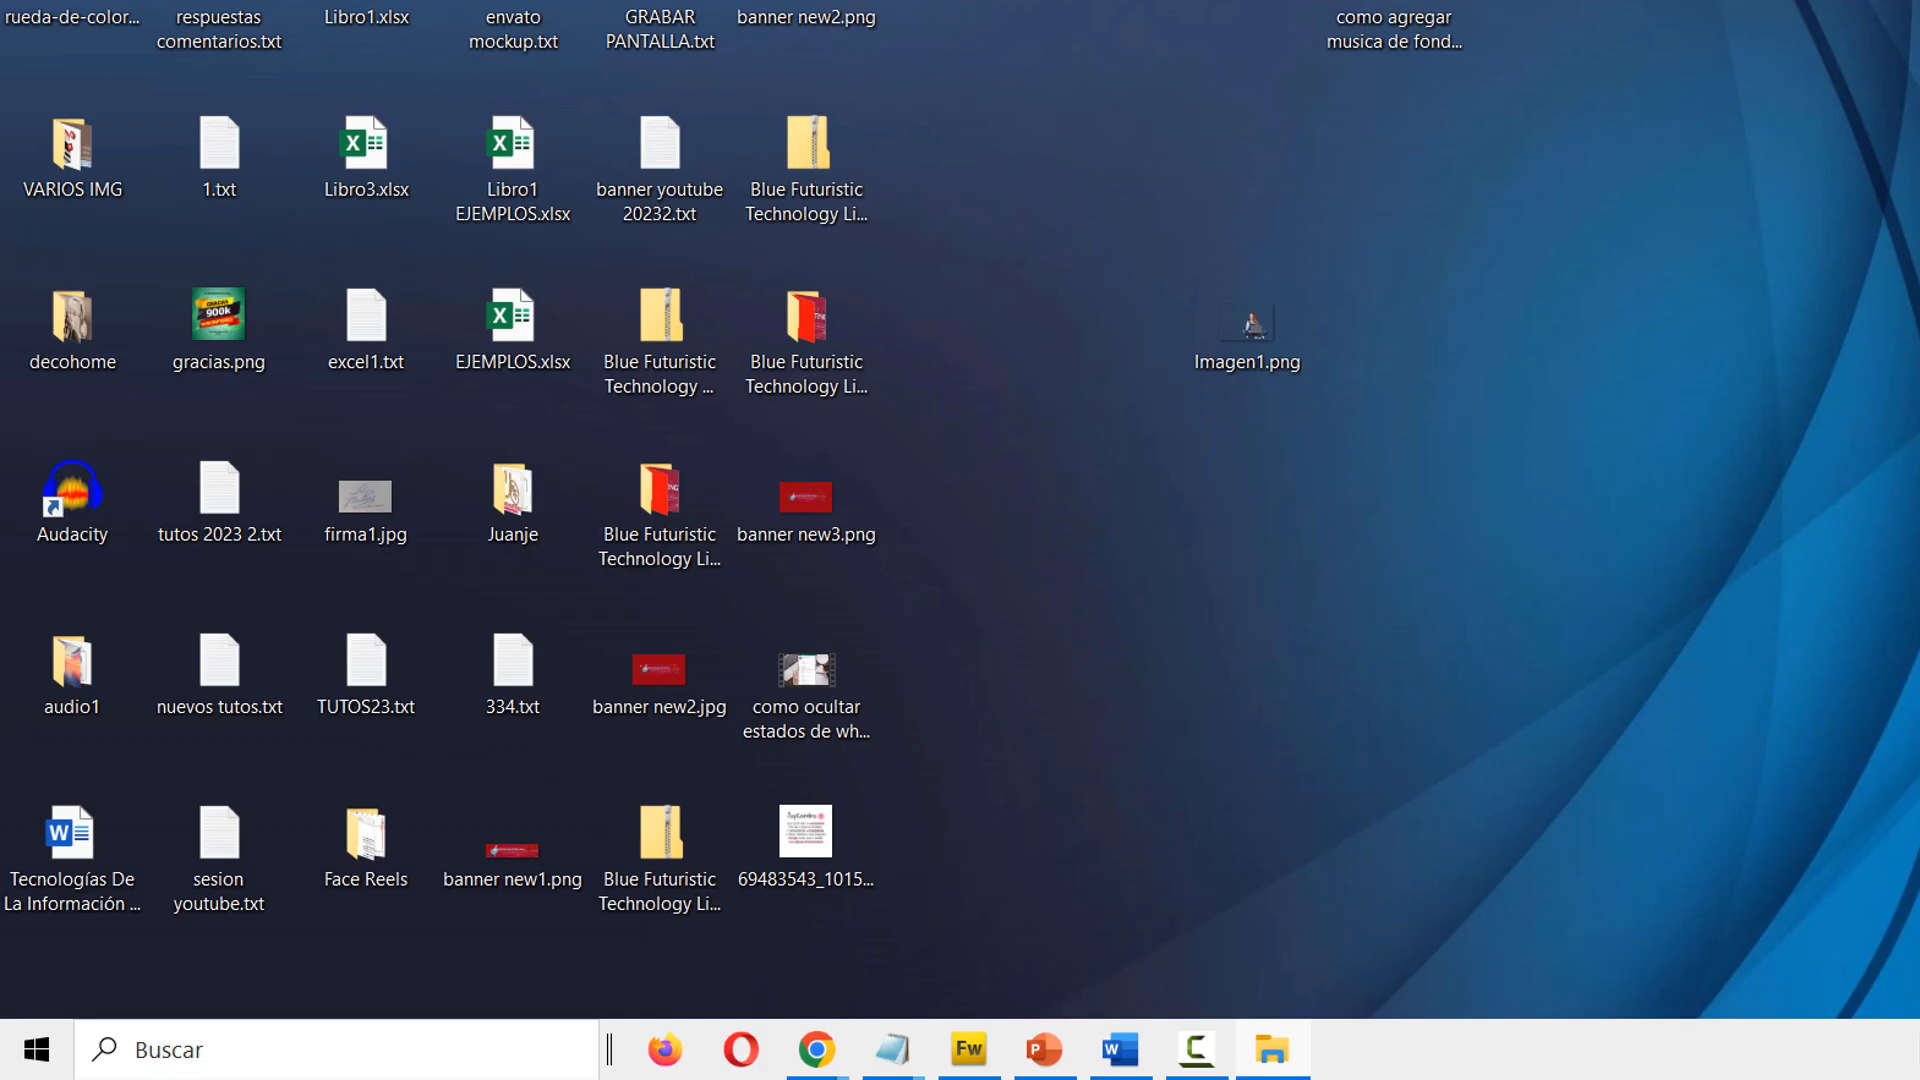 rueda-de-color...
respuestas
comentarios.txt
Libro1.xlsx
envato
mockup.txt
GRABAR
PANTALLA.txt
banner new2.png
como agregar
musica de fond...
VARIOS IMG
1.txt
Libro3.xlsx
Libro1
EJEMPLOS.xlsx
banner youtube
20232.txt
Blue Futuristic
Technology Li...
decohome
GRACIAS
900k
gracias.png
excel1.txt
EJEMPLOS.xlsx
Blue Futuristic
Technology ...
Blue Futuristic
Technology Li...
Imagen1.png
Audacity
tutos 2023 2.txt
firma1.jpg
Juanje
Blue Futuristic
Technology Li...
banner new3.png
audio1
nuevos tutos.txt
TUTOS23.txt
334.txt
banner new2.jpg
como ocultar
estados de wh...
Tecnologías De
La Información ...
sesion
youtube.txt
Face Reels
banner new1.png
Blue Futuristic
Technology Li...
69483543_1015...
Buscar
Fw